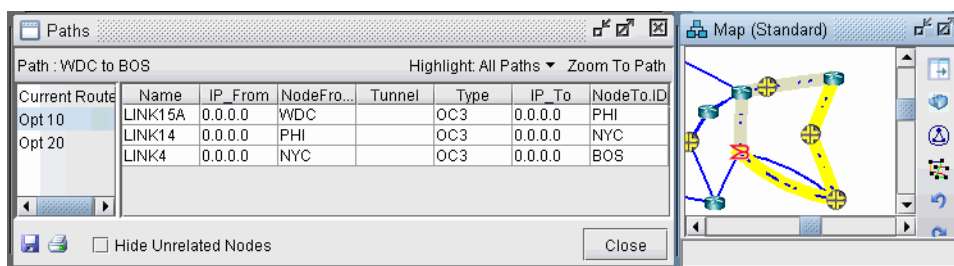 Paths
Map (Standard)
Path : WDC to BOS
Highlight: All Paths
Zoom To Path
Current Route
Opt 10
Opt 20
Name IP_From NodeFro... Tunnel Type IP_To NodeTo.ID
LINK15A 0.0.0.0 WDC OC3 0.0.0.0 PHI
LINK14 0.0.0.0 PHI OC3 0.0.0.0 NYC
LINK4 0.0.0.0 NYC OC3 0.0.0.0 BOS
Hide Unrelated Nodes
Close